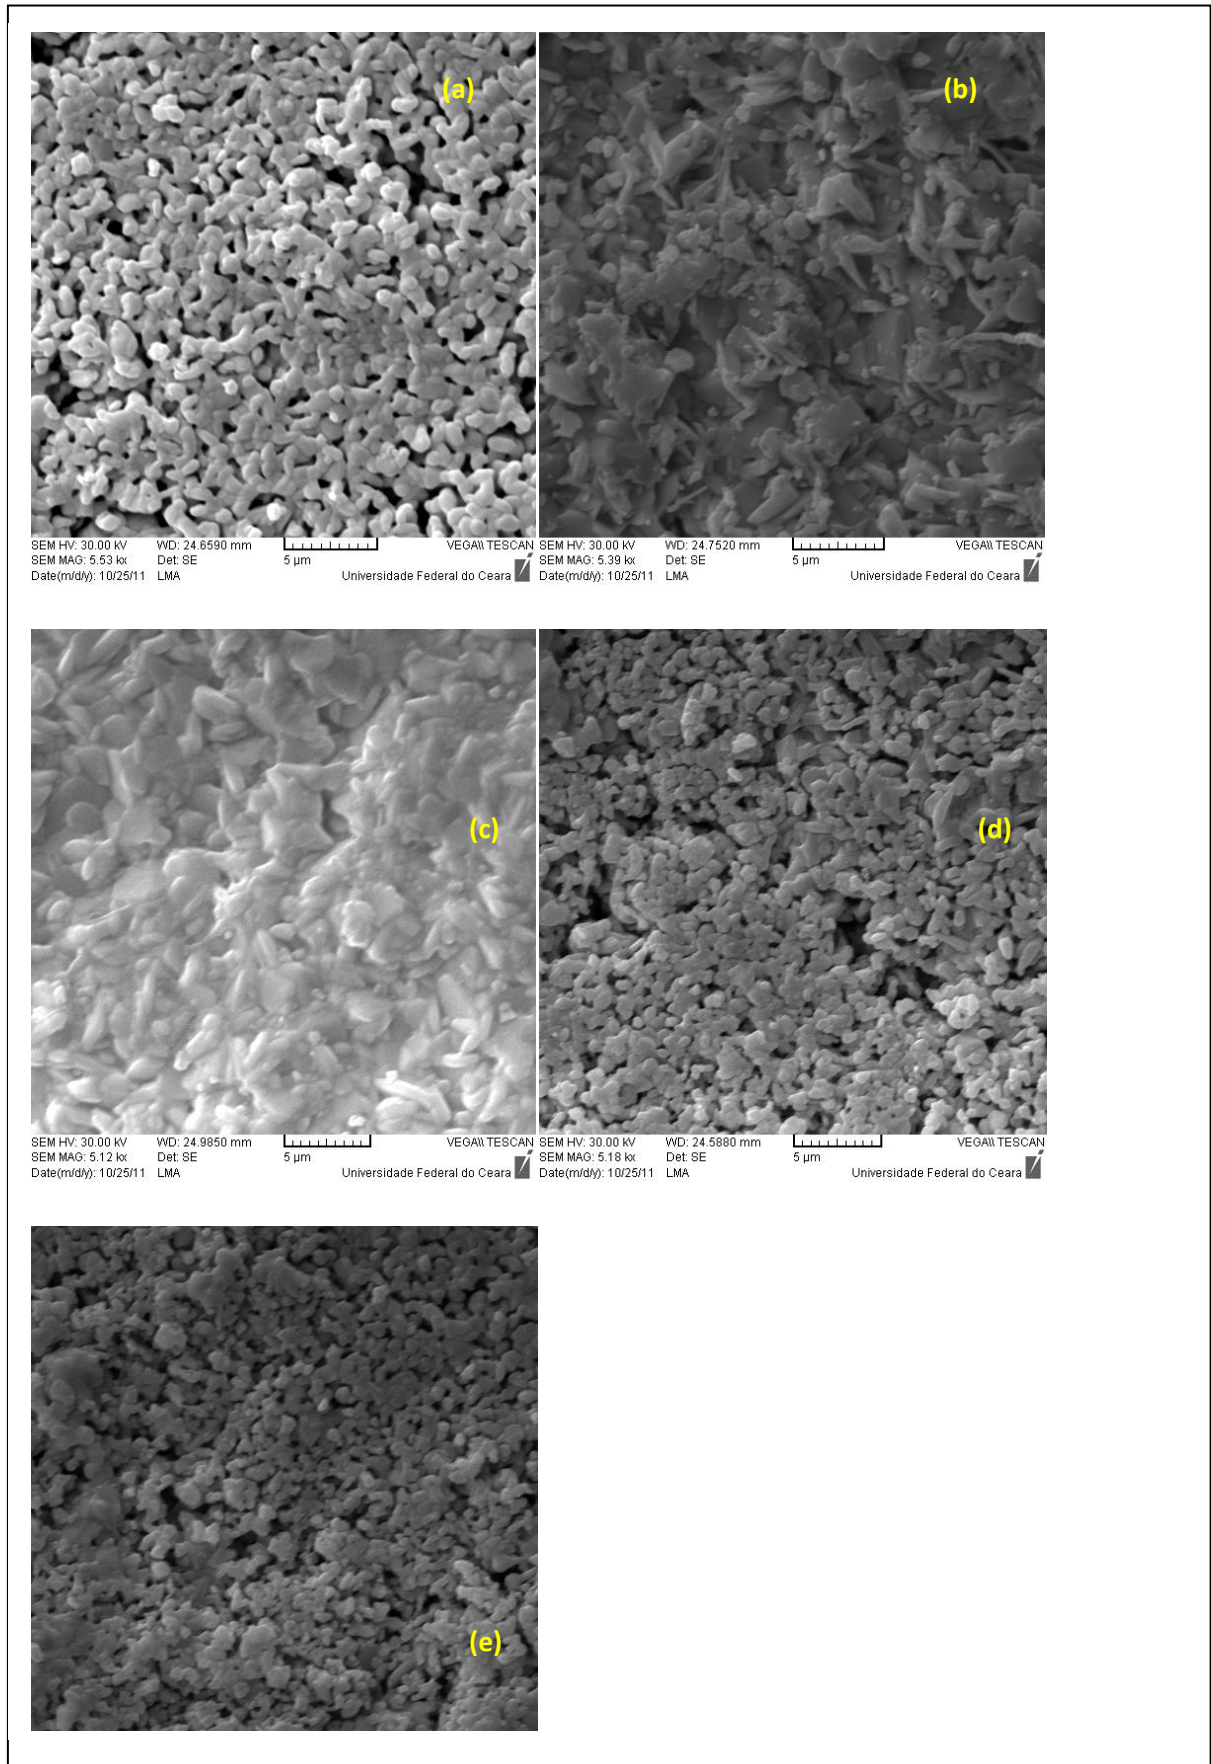 (a)
(b)
SEM HV: 30.00 kV WD: 24.6590 mm VEGA\\ TESCAN
SEM MAG: 5.53 kx Det: SE 5 µm
Date(m/d/y): 10/25/11 LMA Universidade Federal do Ceara
SEM HV: 30.00 kV WD: 24.7520 mm VEGA\\ TESCAN
SEM MAG: 5.39 kx Det: SE 5 µm
Date(m/d/y): 10/25/11 LMA Universidade Federal do Ceara
(c)
(d)
SEM HV: 30.00 kV WD: 24.9850 mm VEGA\\ TESCAN
SEM MAG: 5.12 kx Det: SE 5 µm
Date(m/d/y): 10/25/11 LMA Universidade Federal do Ceara
SEM HV: 30.00 kV WD: 24.5880 mm VEGA\\ TESCAN
SEM MAG: 5.18 kx Det: SE 5 µm
Date(m/d/y): 10/25/11 LMA Universidade Federal do Ceara
(e)